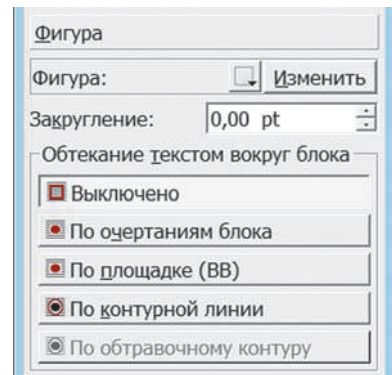 Фигура
Фигура: Изменить
Закругление: 0,00 pt
Обтекание текстом вокруг блока
Выключено
По очертаниям блока
По площадке (BB)
По контурной линии
По обтравочному контуру